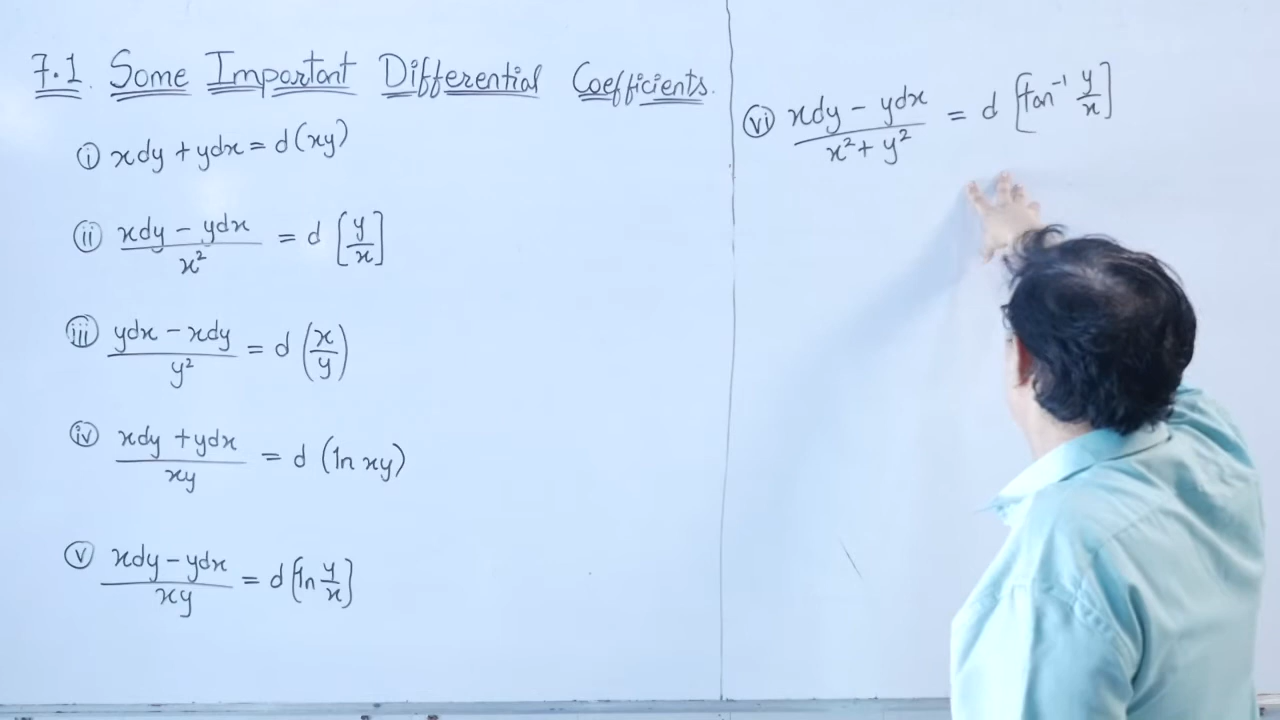 7.1. Some Important Differential Coefficients.
(i) xdy + ydx = d(xy)
(ii) (xdy - ydx)/x² = d[y/x]
(iii) (ydx - xdy)/y² = d(x/y)
(iv) (xdy + ydx)/xy = d(ln xy)
(v) (xdy - ydx)/xy = d[ln y/x]
(vi) (xdy - ydx)/(x² + y²) = d[tan⁻¹ y/x]